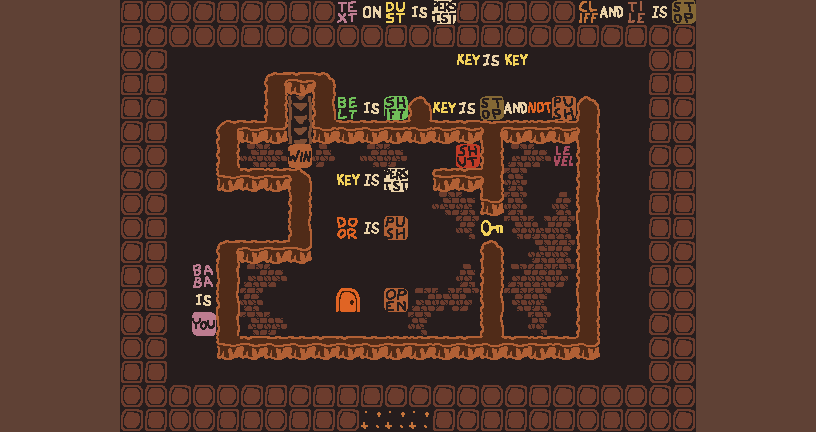 TEXT ON DUST IS PERSIST
CLIFF AND TILE IS STOP
KEY IS KEY
BELT IS SHIFT
KEY IS STOP AND NOT PUSH
WIN
SHUT
LEVEL
KEY IS PERSIST
DOOR IS PUSH
BABA
IS
YOU
OPEN